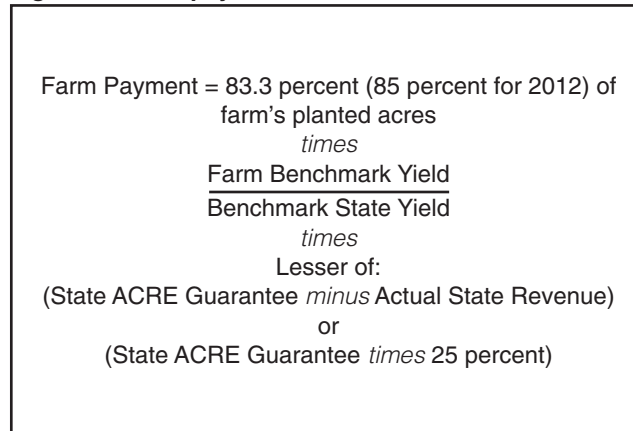 Farm Payment = 83.3 percent (85 percent for 2012) of
farm's planted acres
times
Farm Benchmark Yield
Benchmark State Yield
times
Lesser of:
(State ACRE Guarantee minus Actual State Revenue)
or
(State ACRE Guarantee times 25 percent)